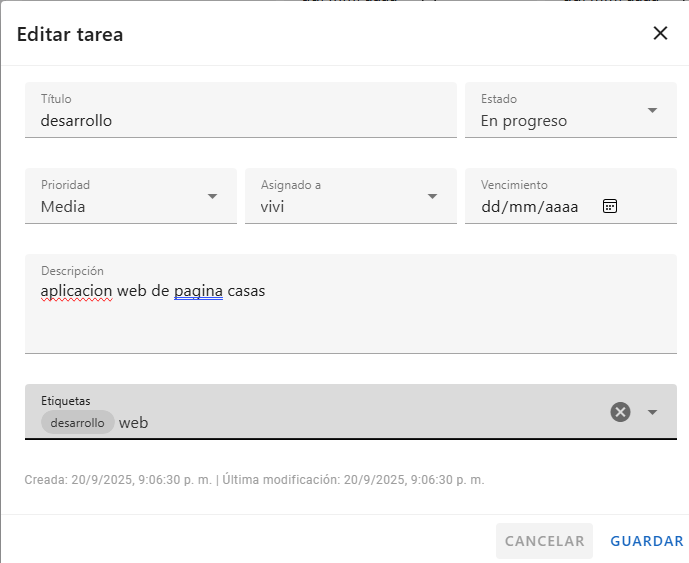 Editar tarea
Título
desarrollo
Estado
En progreso
Prioridad
Media
Asignado a
vivi
Vencimiento
dd/mm/aaaa
Descripción
aplicacion web de pagina casas
Etiquetas
desarrollo web
Creada: 20/9/2025, 9:06:30 p. m. | Última modificación: 20/9/2025, 9:06:30 p. m.
CANCELAR GUARDAR